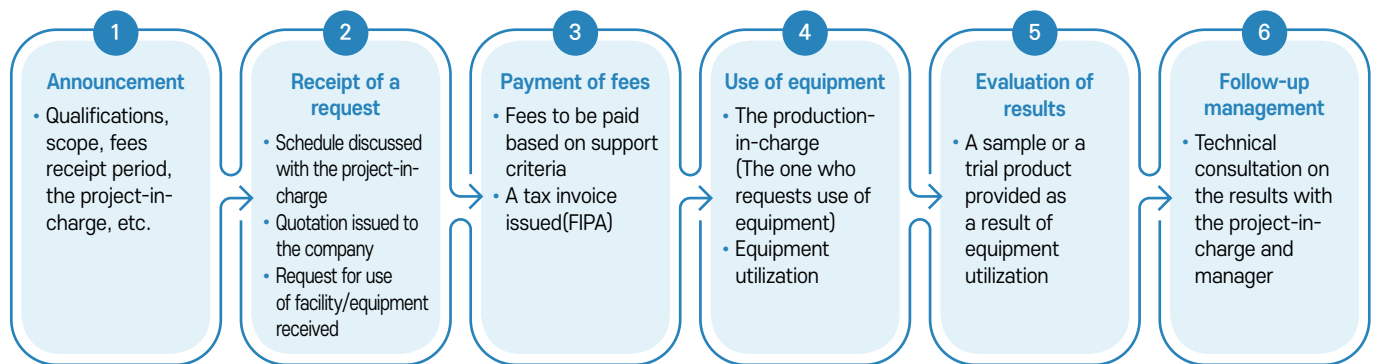 1
Announcement
• Qualifications,
scope, fees
receipt period,
the project-in-
charge, etc.
2
Receipt of a
request
• Schedule discussed
with the project-in-
charge
• Quotation issued to
the company
• Request for use
of facility/equipment
received
3
Payment of fees
• Fees to be paid
based on support
criteria
• A tax invoice
issued(FIPA)
4
Use of equipment
• The production-
in-charge
(The one who
requests use of
equipment)
• Equipment
utilization
5
Evaluation of
results
• A sample or a
trial product
provided as
a result of
equipment
utilization
6
Follow-up
management
• Technical
consultation on
the results with
the project-in-
charge and
manager